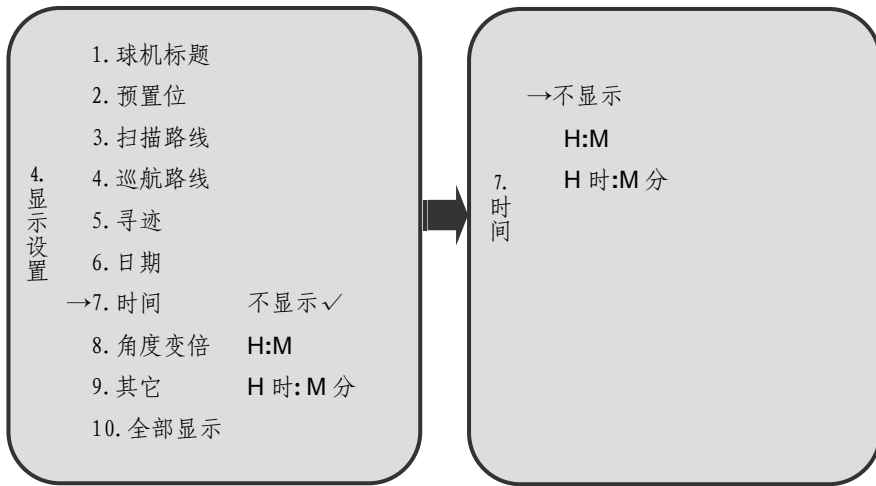 4.显示设置
1.球机标题
2.预置位
3.扫描路线
4.巡航路线
5.寻迹
6.日期
→7.时间 不显示✓
8.角度变倍 H:M
9.其它 H 时: M 分
10.全部显示
7.时间
→不显示
H:M
H 时:M 分